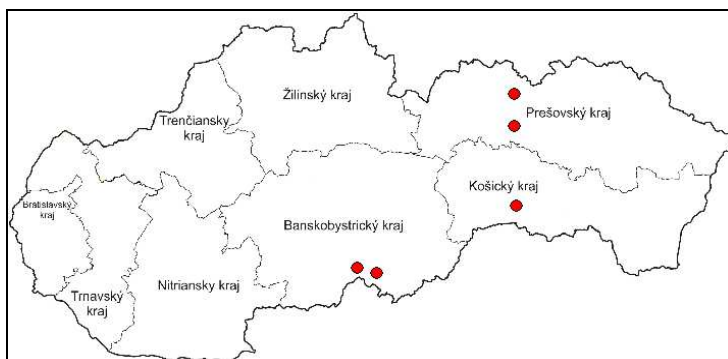 Žilinský kraj
Trenčiansky
kraj
Prešovský kraj
Košický kraj
Bratislavský
kraj
Banskobystrický kraj
Nitriansky kraj
Trnavský
kraj